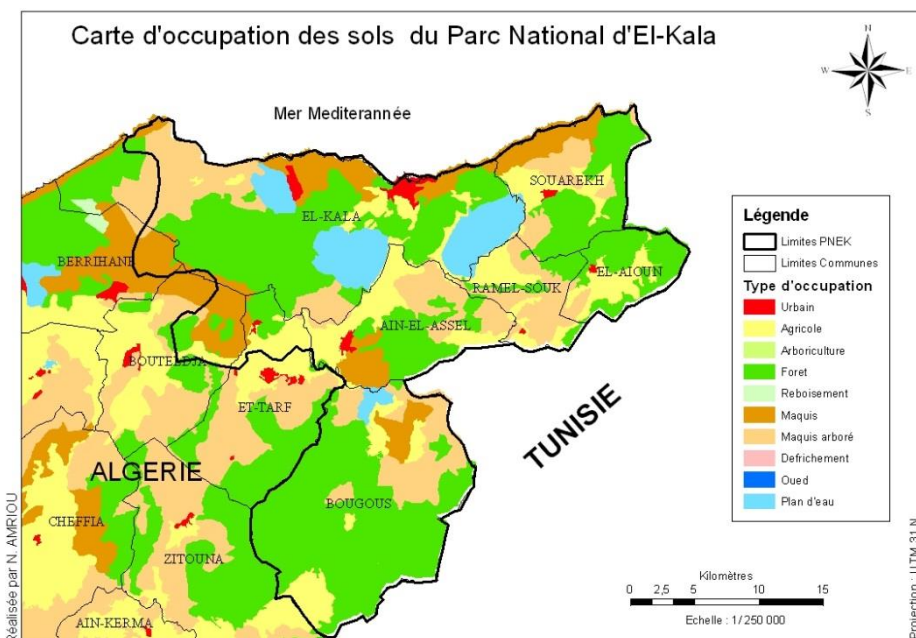 Carte d'occupation des sols du Parc National d'El-Kala
N
W E
S
Mer Mediterannée
SOUAREKH
EL-KALA
BERRIHANE
EL-AIOUN
RAMEL-SOUK
AIN-EL-ASSEL
BOUTELDJA
ET-TARF
TUNISIE
ALGERIE
BOUGOUS
CHEFFIA
ZITOUNA
AIN-KERMA
Légende
Limites PNEK
Limites Communes
Type d'occupation
Urbain
Agricole
Arboriculture
Foret
Reboisement
Maquis
Maquis arboré
Defrichement
Oued
Plan d'eau
Kilomètres
0 2,5 5 10 15
Echelle : 1/250 000
Réalisée par N. AMRIOU
Projection : UTM 31 N